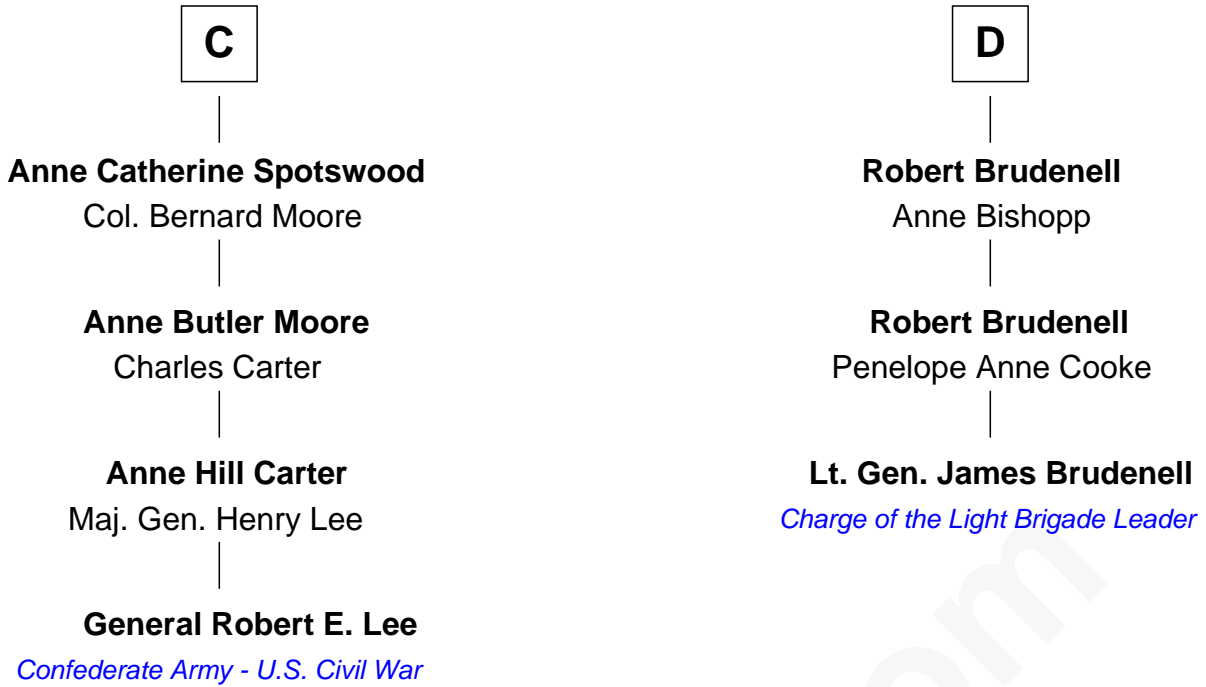 C
Anne Catherine Spotswood
Col. Bernard Moore
Anne Butler Moore
Charles Carter
Anne Hill Carter
Maj. Gen. Henry Lee
General Robert E. Lee
Confederate Army - U.S. Civil War
D
Robert Brudenell
Anne Bishopp
Robert Brudenell
Penelope Anne Cooke
Lt. Gen. James Brudenell
Charge of the Light Brigade Leader
om